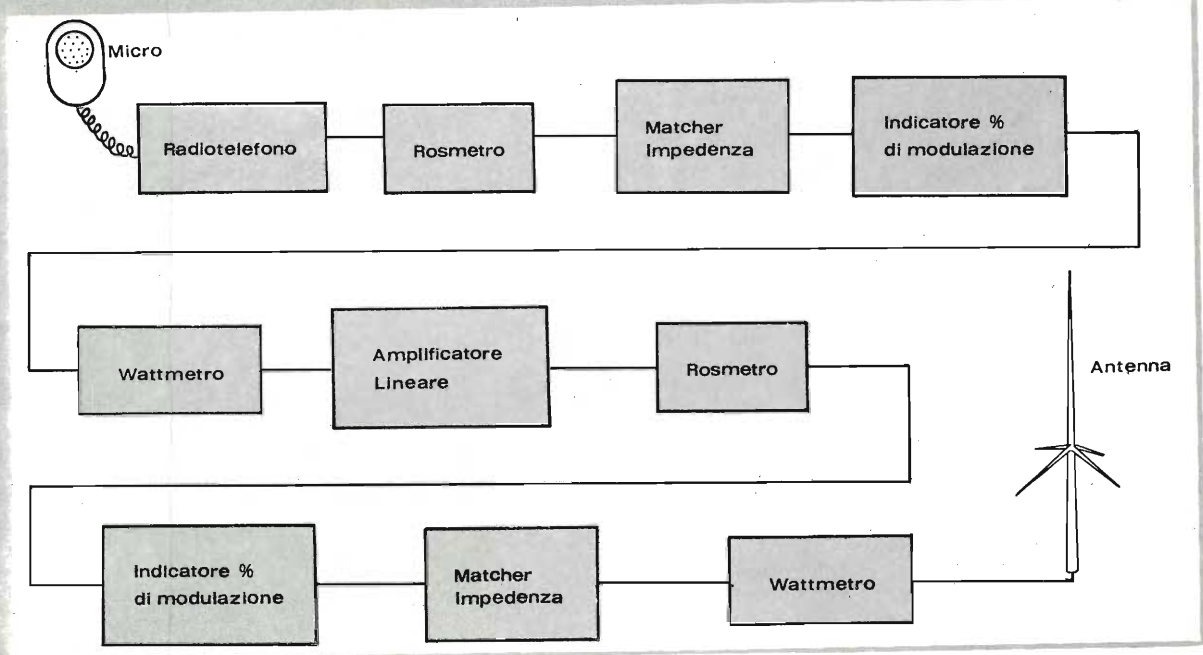 Micro
Radiotelefono
Rosmetro
Matcher
Impedenza
Indicatore %
di modulazione
Wattmetro
Amplificatore
Lineare
Rosmetro
Antenna
Indicatore %
di modulazione
Matcher
Impedenza
Wattmetro